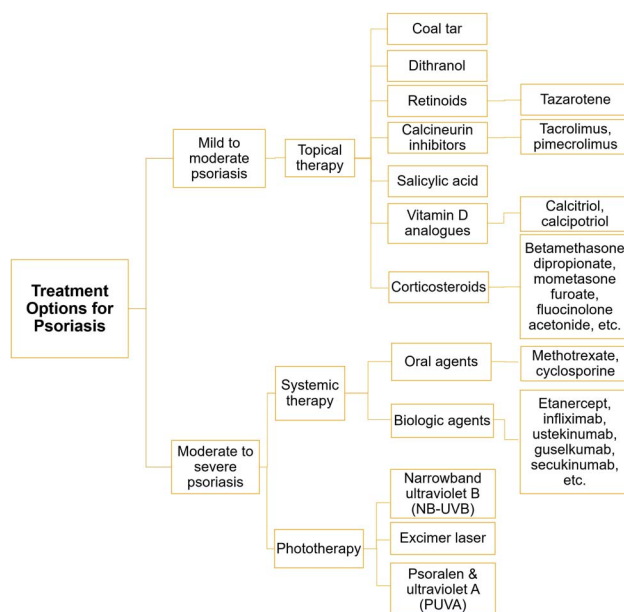 Treatment
Options for
Psoriasis
Mild to
moderate
psoriasis
Topical
therapy
Coal tar
Dithranol
Retinoids
Tazarotene
Calcineurin
inhibitors
Tacrolimus,
pimecrolimus
Salicylic acid
Vitamin D
analogues
Calcitriol,
calcipotriol
Corticosteroids
Betamethasone
dipropionate,
mometasone
furoate,
fluocinolone
acetonide, etc.
Moderate to
severe
psoriasis
Systemic
therapy
Oral agents
Methotrexate,
cyclosporine
Biologic agents
Etanercept,
infliximab,
ustekinumab,
guselkumab,
secukinumab,
etc.
Phototherapy
Narrowband
ultraviolet B
(NB-UVB)
Excimer laser
Psoralen &
ultraviolet A
(PUVA)